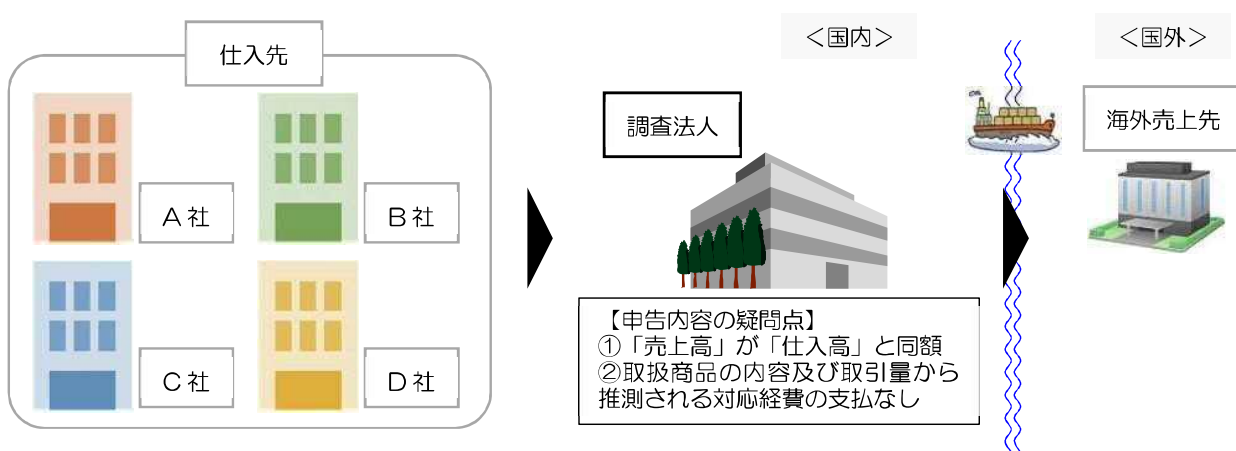 ＜国内＞
＜国外＞
仕入先
調査法人
海外売上先
A社
B社
C社
D社
【申告内容の疑問点】
①「売上高」が「仕入高」と同額
②取扱商品の内容及び取引量から
推測される対応経費の支払なし